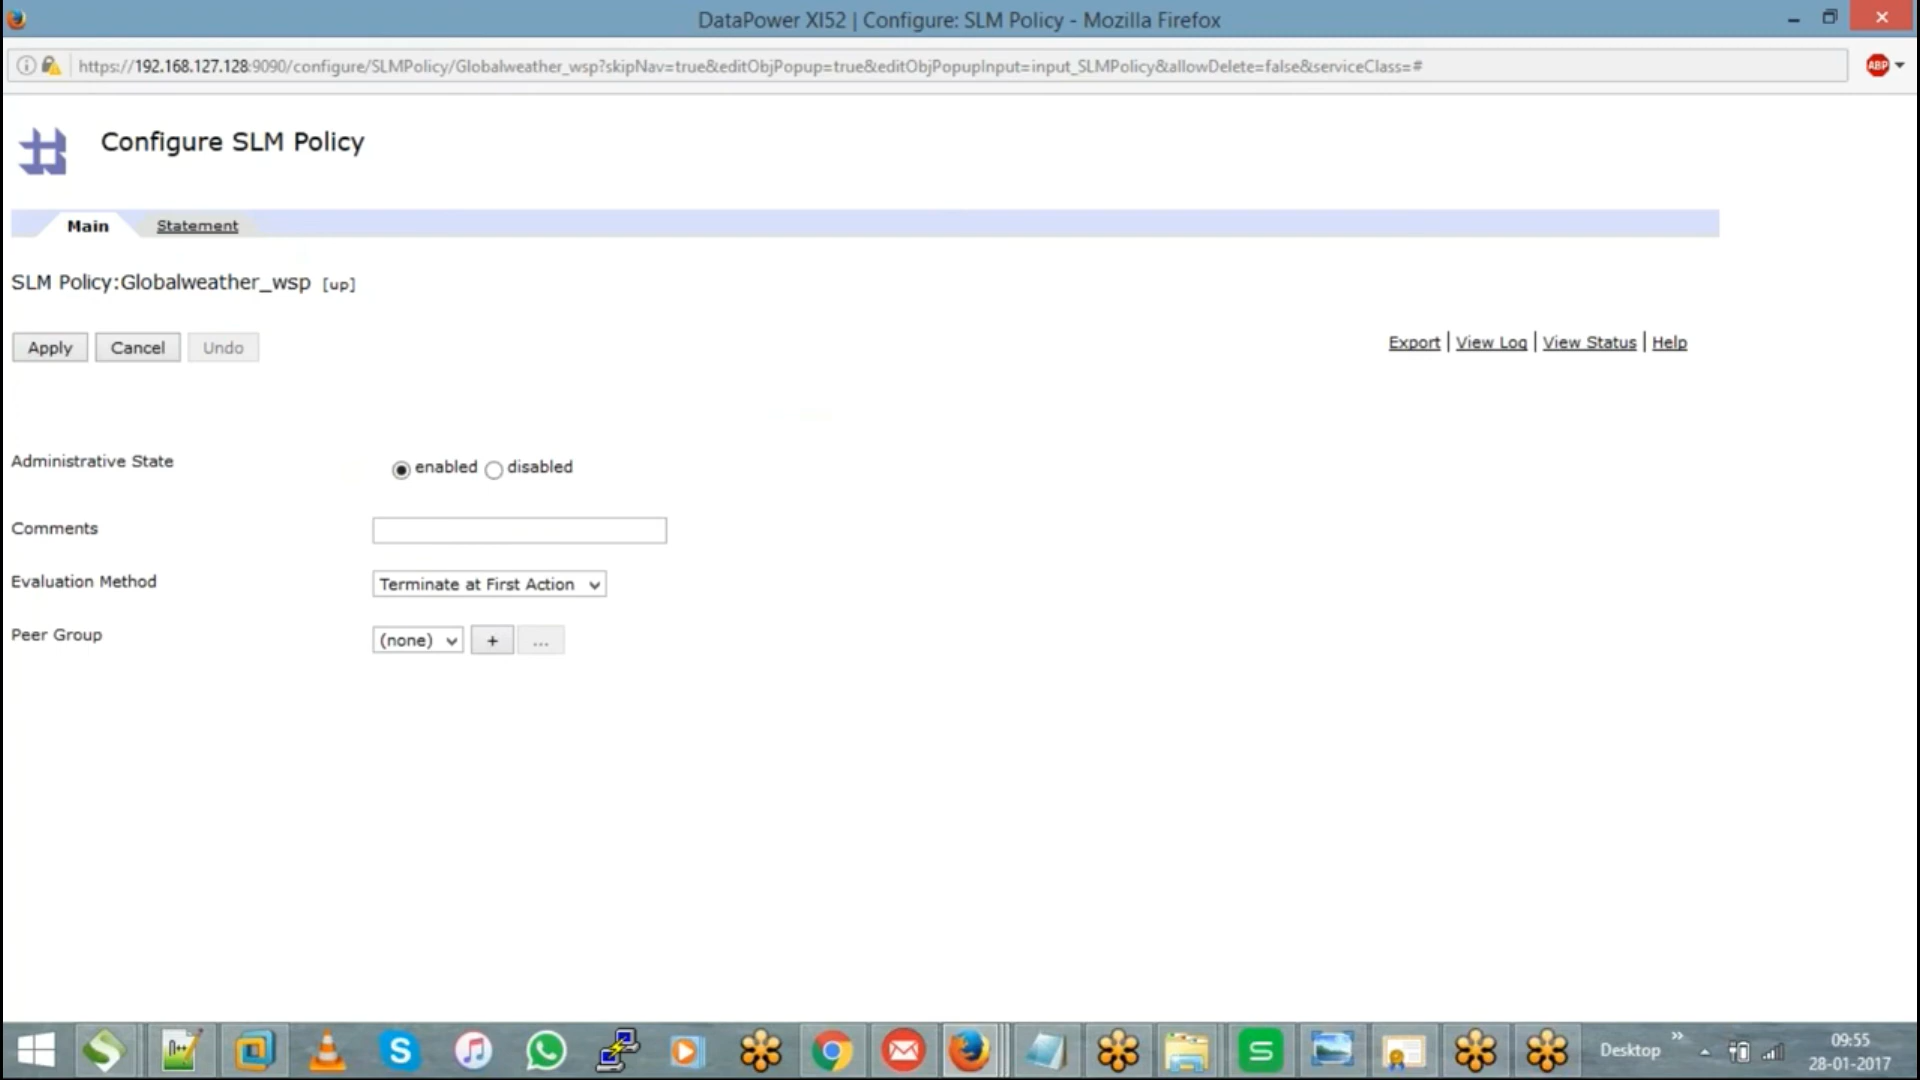 DataPower XI52 | Configure: SLM Policy - Mozilla Firefox
https://192.168.127.128:9090/configure/SLMPolicy/Globalweather_wsp?skipNav=true&editObjPopup=true&editObjPopupInput=input_SLMPolicy&allowDelete=false&serviceClass=#
ABP
Configure SLM Policy
Main Statement
SLM Policy:Globalweather_wsp [up]
Apply Cancel Undo
Export | View Log | View Status | Help
Administrative State enabled disabled
Comments
Evaluation Method Terminate at First Action
Peer Group (none) + ...
Desktop
09:55
28-01-2017